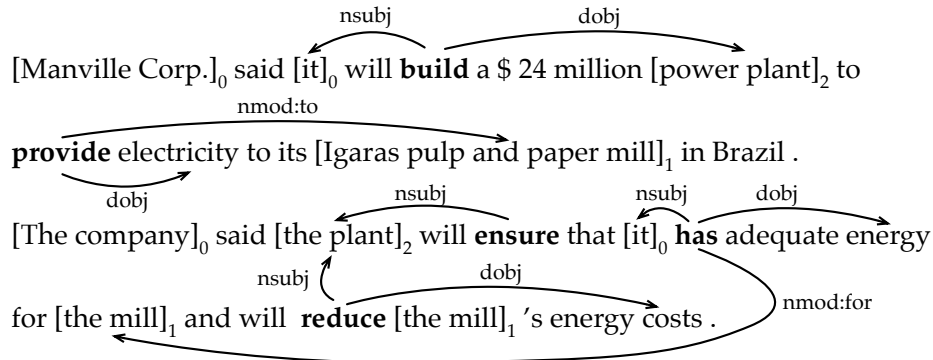 nsubj dobj
[Manville Corp.]0 said [it]0 will build a $ 24 million [power plant]2 to
nmod:to
provide electricity to its [Igaras pulp and paper mill]1 in Brazil .
dobj nsubj nsubj dobj
[The company]0 said [the plant]2 will ensure that [it]0 has adequate energy
nsubj dobj nmod:for
for [the mill]1 and will reduce [the mill]1 's energy costs .